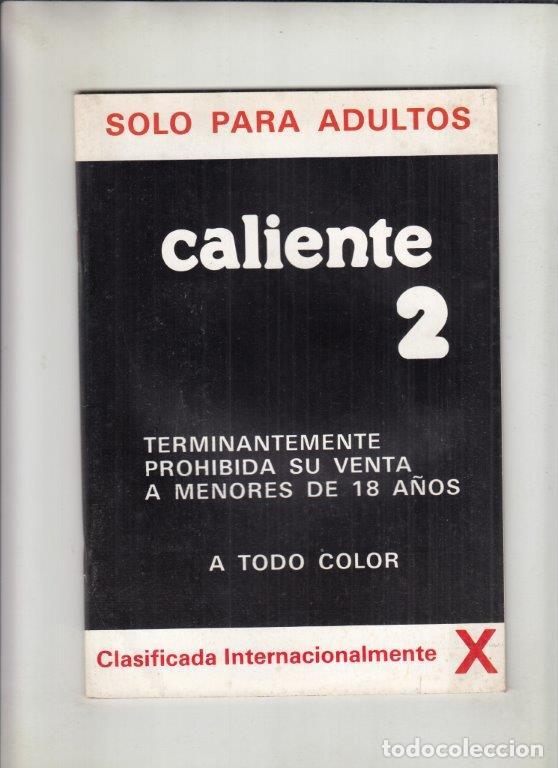 SOLO PARA ADULTOS
caliente
2
TERMINANTEMENTE
PROHIBIDA SU VENTA
A MENORES DE 18 AÑOS
A TODO COLOR
Clasificada Internacionalmente X
todocoleccion